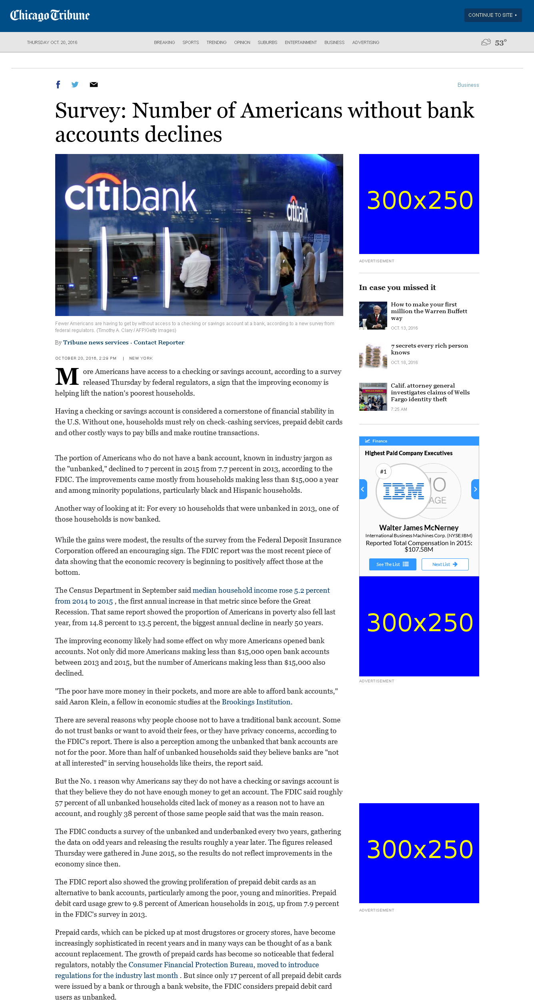 Chicago Tribune
CONTINUE TO SITE ▸
THURSDAY OCT. 20, 2016
BREAKING SPORTS TRENDING OPINION SUBURBS ENTERTAINMENT BUSINESS ADVERTISING
53°
Business
Survey: Number of Americans without bank
accounts declines
citibank
citibank
Fewer Americans are having to get by without access to a checking or savings account at a bank, according to a new survey from
federal regulators. (Timothy A. Clary / AFP/Getty Images)
By Tribune news services · Contact Reporter
OCTOBER 20, 2016, 2:29 PM | NEW YORK
More Americans have access to a checking or savings account, according to a survey
released Thursday by federal regulators, a sign that the improving economy is
helping lift the nation's poorest households.
Having a checking or savings account is considered a cornerstone of financial stability in
the U.S. Without one, households must rely on check-cashing services, prepaid debit cards
and other costly ways to pay bills and make routine transactions.
The portion of Americans who do not have a bank account, known in industry jargon as
the "unbanked," declined to 7 percent in 2015 from 7.7 percent in 2013, according to the
FDIC. The improvements came mostly from households making less than $15,000 a year
and among minority populations, particularly black and Hispanic households.
Another way of looking at it: For every 10 households that were unbanked in 2013, one of
those households is now banked.
While the gains were modest, the results of the survey from the Federal Deposit Insurance
Corporation offered an encouraging sign. The FDIC report was the most recent piece of
data showing that the economic recovery is beginning to positively affect those at the
bottom.
The Census Department in September said median household income rose 5.2 percent
from 2014 to 2015 , the first annual increase in that metric since before the Great
Recession. That same report showed the proportion of Americans in poverty also fell last
year, from 14.8 percent to 13.5 percent, the biggest annual decline in nearly 50 years.
The improving economy likely had some effect on why more Americans opened bank
accounts. Not only did more Americans making less than $15,000 open bank accounts
between 2013 and 2015, but the number of Americans making less than $15,000 also
declined.
"The poor have more money in their pockets, and more are able to afford bank accounts,"
said Aaron Klein, a fellow in economic studies at the Brookings Institution.
There are several reasons why people choose not to have a traditional bank account. Some
do not trust banks or want to avoid their fees, or they have privacy concerns, according to
the FDIC's report. There is also a perception among the unbanked that bank accounts are
not for the poor. More than half of unbanked households said they believe banks are "not
at all interested" in serving households like theirs, the report said.
But the No. 1 reason why Americans say they do not have a checking or savings account is
that they believe they do not have enough money to get an account. The FDIC said roughly
57 percent of all unbanked households cited lack of money as a reason not to have an
account, and roughly 38 percent of those same people said that was the main reason.
The FDIC conducts a survey of the unbanked and underbanked every two years, gathering
the data on odd years and releasing the results roughly a year later. The figures released
Thursday were gathered in June 2015, so the results do not reflect improvements in the
economy since then.
The FDIC report also showed the growing proliferation of prepaid debit cards as an
alternative to bank accounts, particularly among the poor, young and minorities. Prepaid
debit card usage grew to 9.8 percent of American households in 2015, up from 7.9 percent
in the FDIC's survey in 2013.
Prepaid cards, which can be picked up at most drugstores or grocery stores, have become
increasingly sophisticated in recent years and in many ways can be thought of as a bank
account replacement. The growth of prepaid cards has become so noticeable that federal
regulators, notably the Consumer Financial Protection Bureau, moved to introduce
regulations for the industry last month . But since only 17 percent of all prepaid debit cards
were issued by a bank or through a bank website, the FDIC considers prepaid debit card
users as unbanked.
300x250
ADVERTISEMENT
In case you missed it
How to make your first
million the Warren Buffett
way
OCT. 13, 2016
7 secrets every rich person
knows
OCT. 18, 2016
WELLS FARGO
Calif. attorney general
investigates claims of Wells
Fargo identity theft
7:25 AM
Finance
Highest Paid Company Executives
#1
IBM
IO
AGE
Walter James McNerney
International Business Machines Corp. (NYSE:IBM)
Reported Total Compensation in 2015:
$107.58M
See The List
Next List
300x250
ADVERTISEMENT
300x250
ADVERTISEMENT